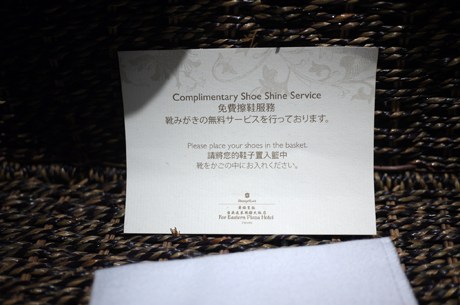 Complimentary Shoe Shine Service
免費擦鞋服務
靴みがきの無料サービスを行っております。
Please place your shoes in the basket.
請將您的鞋子置入籃中
靴をかごの中にお入れください。
Far Eastern Plaza Hotel